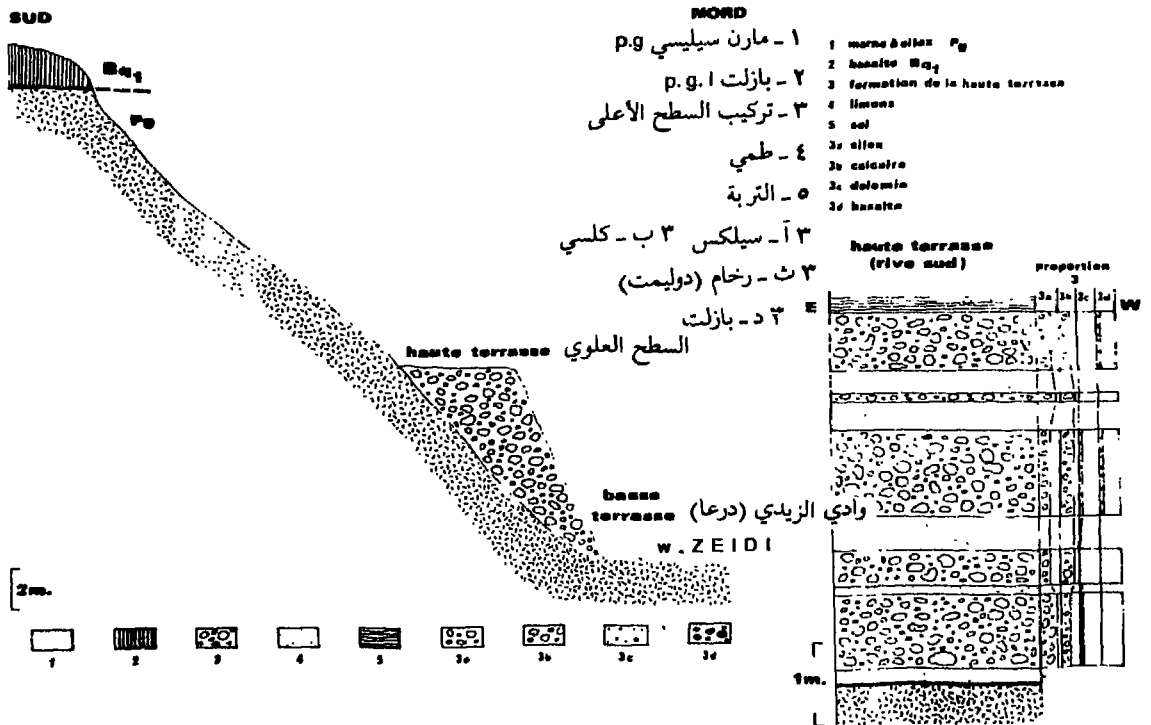 SUD
NORD
Ba₁
Pg
١ - مارن سيليسي p.g
٢ - بازلت p.g.1
٣ - تركيب السطح الأعلى
٤ - طمي
٥ - التربة
٣ آ - سيلكس ٣ ب - كلسي
٣ ث - رخام (دوليمت)
٣ د - بازلت
1 marne à silex Pg
2 basalte Ba₁
3 formation de la haute terrasse
4 limons
5 sol
3a silex
3b calcaire
3c dolomie
3d basalte
haute terrasse السطح العلوي
basse
terrasse وادي الزيدي (درعا)
w. ZEIDI
haute terrasse
(rive sud)
proportion
3
E 3a 3b 3c 3d W
2m.
1m.
1 2 3 4 5 3a 3b 3c 3d